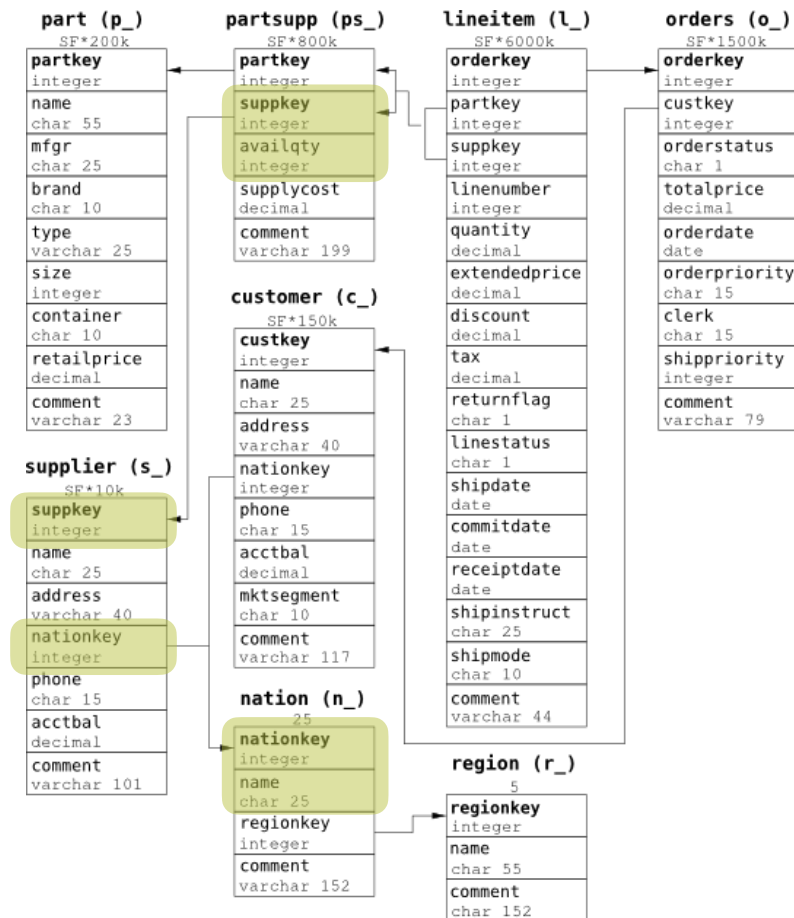 part (p_)
SF*200k
partkey
integer
name
char 55
mfgr
char 25
brand
char 10
type
varchar 25
size
integer
container
char 10
retailprice
decimal
comment
varchar 23
partsupp (ps_)
SF*800k
partkey
integer
suppkey
integer
availqty
integer
supplycost
decimal
comment
varchar 199
lineitem (l_)
SF*6000k
orderkey
integer
partkey
integer
suppkey
integer
linenumber
integer
quantity
decimal
extendedprice
decimal
discount
decimal
tax
decimal
returnflag
char 1
linestatus
char 1
shipdate
date
commitdate
date
receiptdate
date
shipinstruct
char 25
shipmode
char 10
comment
varchar 44
orders (o_)
SF*1500k
orderkey
integer
custkey
integer
orderstatus
char 1
totalprice
decimal
orderdate
date
orderpriority
char 15
clerk
char 15
shippriority
integer
comment
varchar 79
customer (c_)
SF*150k
custkey
integer
name
char 25
address
varchar 40
nationkey
integer
phone
char 15
acctbal
decimal
mktsegment
char 10
comment
varchar 117
supplier (s_)
SF*10k
suppkey
integer
name
char 25
address
varchar 40
nationkey
integer
phone
char 15
acctbal
decimal
comment
varchar 101
nation (n_)
25
nationkey
integer
name
char 25
regionkey
integer
comment
varchar 152
region (r_)
5
regionkey
integer
name
char 55
comment
char 152